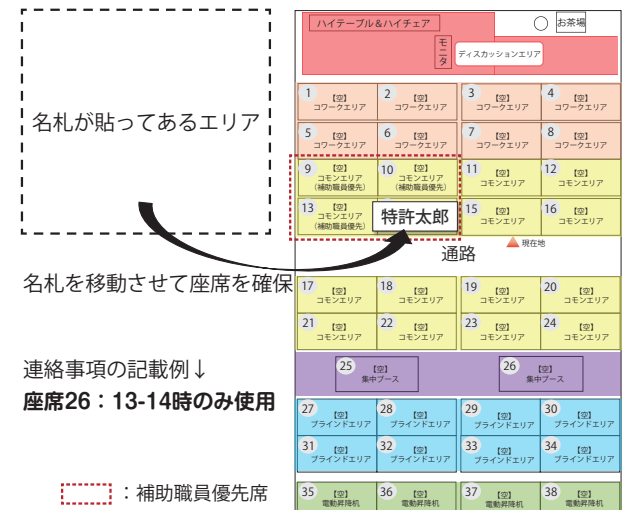 ハイテーブル&ハイチェア
お茶場
モニタ
ディスカッションエリア
名札が貼ってあるエリア
1 【空】 コワークエリア
2 【空】 コワークエリア
3 【空】 コワークエリア
4 【空】 コワークエリア
5 【空】 コワークエリア
6 【空】 コワークエリア
7 【空】 コワークエリア
8 【空】 コワークエリア
9 【空】 コモンエリア (補助職員優先)
10 【空】 コモンエリア (補助職員優先)
11 【空】 コモンエリア
12 【空】 コモンエリア
13 【空】 コモンエリア (補助職員優先)
特許太郎
15 【空】 コモンエリア
16 【空】 コモンエリア
現在地
通路
名札を移動させて座席を確保
17 【空】 コモンエリア
18 【空】 コモンエリア
19 【空】 コモンエリア
20 【空】 コモンエリア
21 【空】 コモンエリア
22 【空】 コモンエリア
23 【空】 コモンエリア
24 【空】 コモンエリア
連絡事項の記載例↓
座席26:13-14時のみ使用
25 【空】 集中ブース
26 【空】 集中ブース
27 【空】 ブラインドエリア
28 【空】 ブラインドエリア
29 【空】 ブラインドエリア
30 【空】 ブラインドエリア
31 【空】 ブラインドエリア
32 【空】 ブラインドエリア
33 【空】 ブラインドエリア
34 【空】 ブラインドエリア
:補助職員優先席
35 【空】 電動昇降机
36 【空】 電動昇降机
37 【空】 電動昇降机
38 【空】 電動昇降机